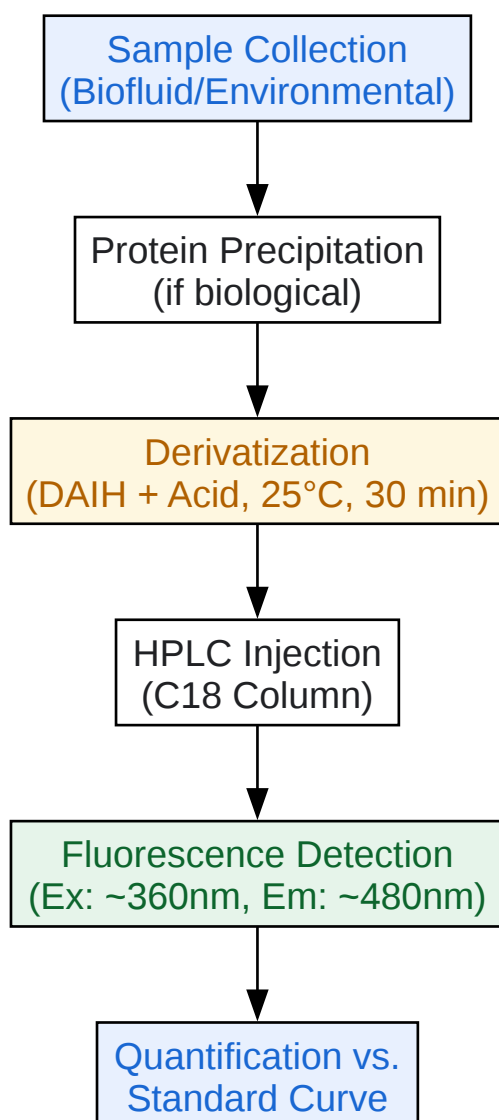 Sample Collection
(Biofluid/Environmental)
Protein Precipitation
(if biological)
Derivatization
(DAIH + Acid, 25°C, 30 min)
HPLC Injection
(C18 Column)
Fluorescence Detection
(Ex: ~360nm, Em: ~480nm)
Quantification vs.
Standard Curve